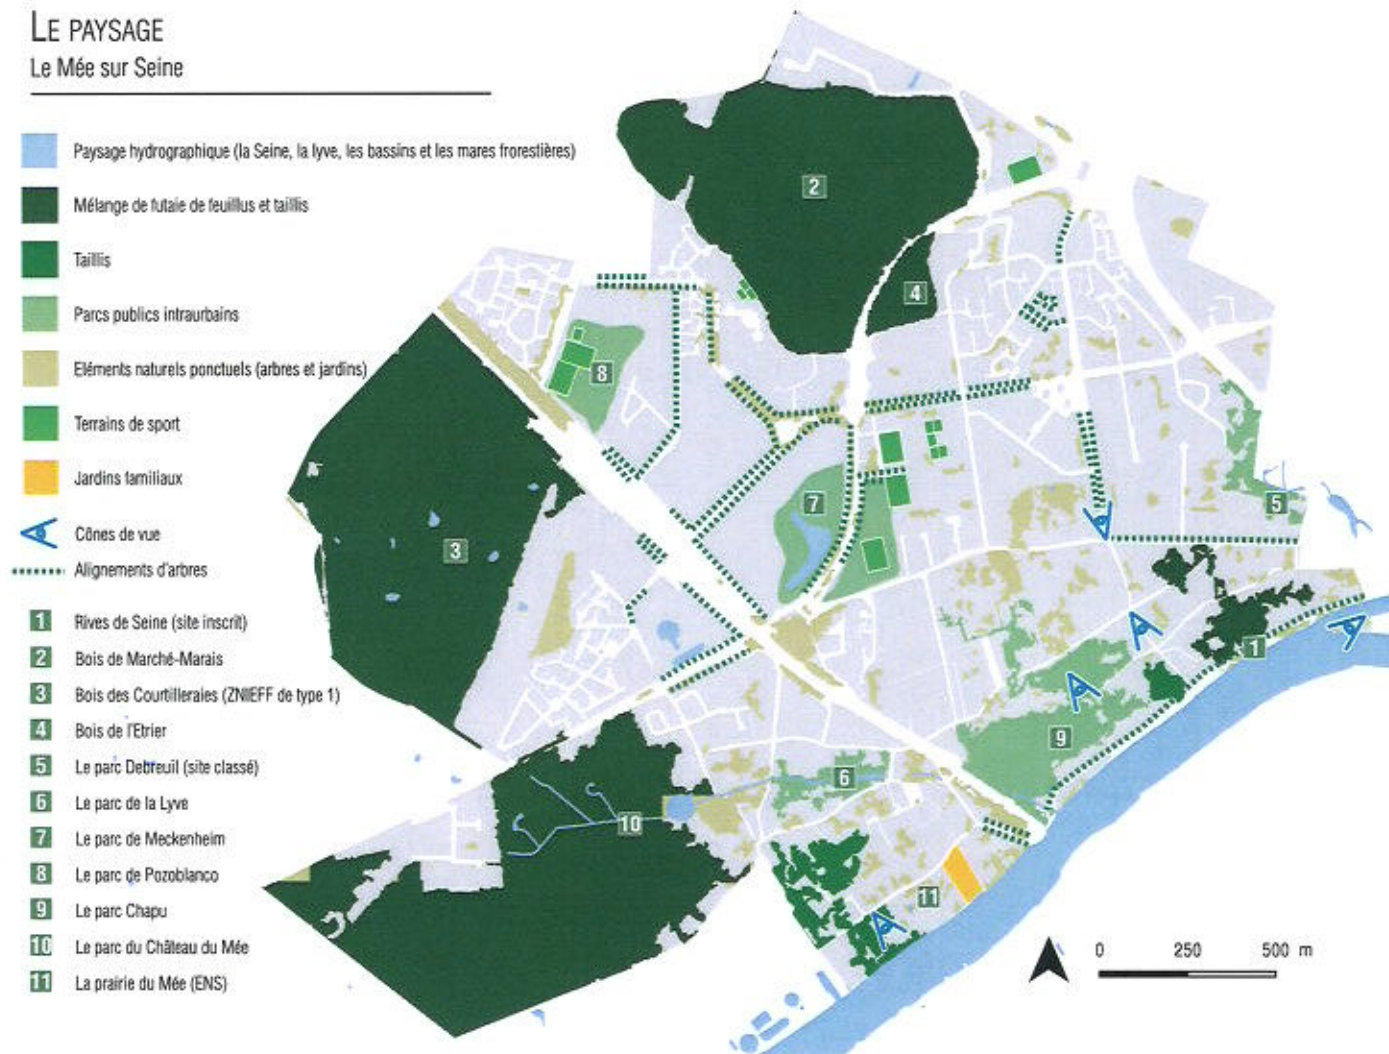 LE PAYSAGE
Le Mée sur Seine
Paysage hydrographique (la Seine, la lyve, les bassins et les mares frorestières)
Mélange de futaie de feuilllus et tailllis
Taillis
Parcs publics intraurbains
Eléments naturels ponctuels (arbres et jardins)
Terrains de sport
Jardins familiaux
Cônes de vue
Alignements d'arbres
1 Rives de Seine (site inscrit)
2 Bois de Marché-Marais
3 Bois des Courtilleraies (ZNIEFF de type 1)
4 Bois de l'Etrier
5 Le parc Debreuil (site classé)
6 Le parc de la Lyve
7 Le parc de Meckenheim
8 Le parc de Pozoblanco
9 Le parc Chapu
10 Le parc du Château du Mée
11 La prairie du Mée (ENS)
2
4
8
7
5
3
1
9
6
10
11
0 250 500 m